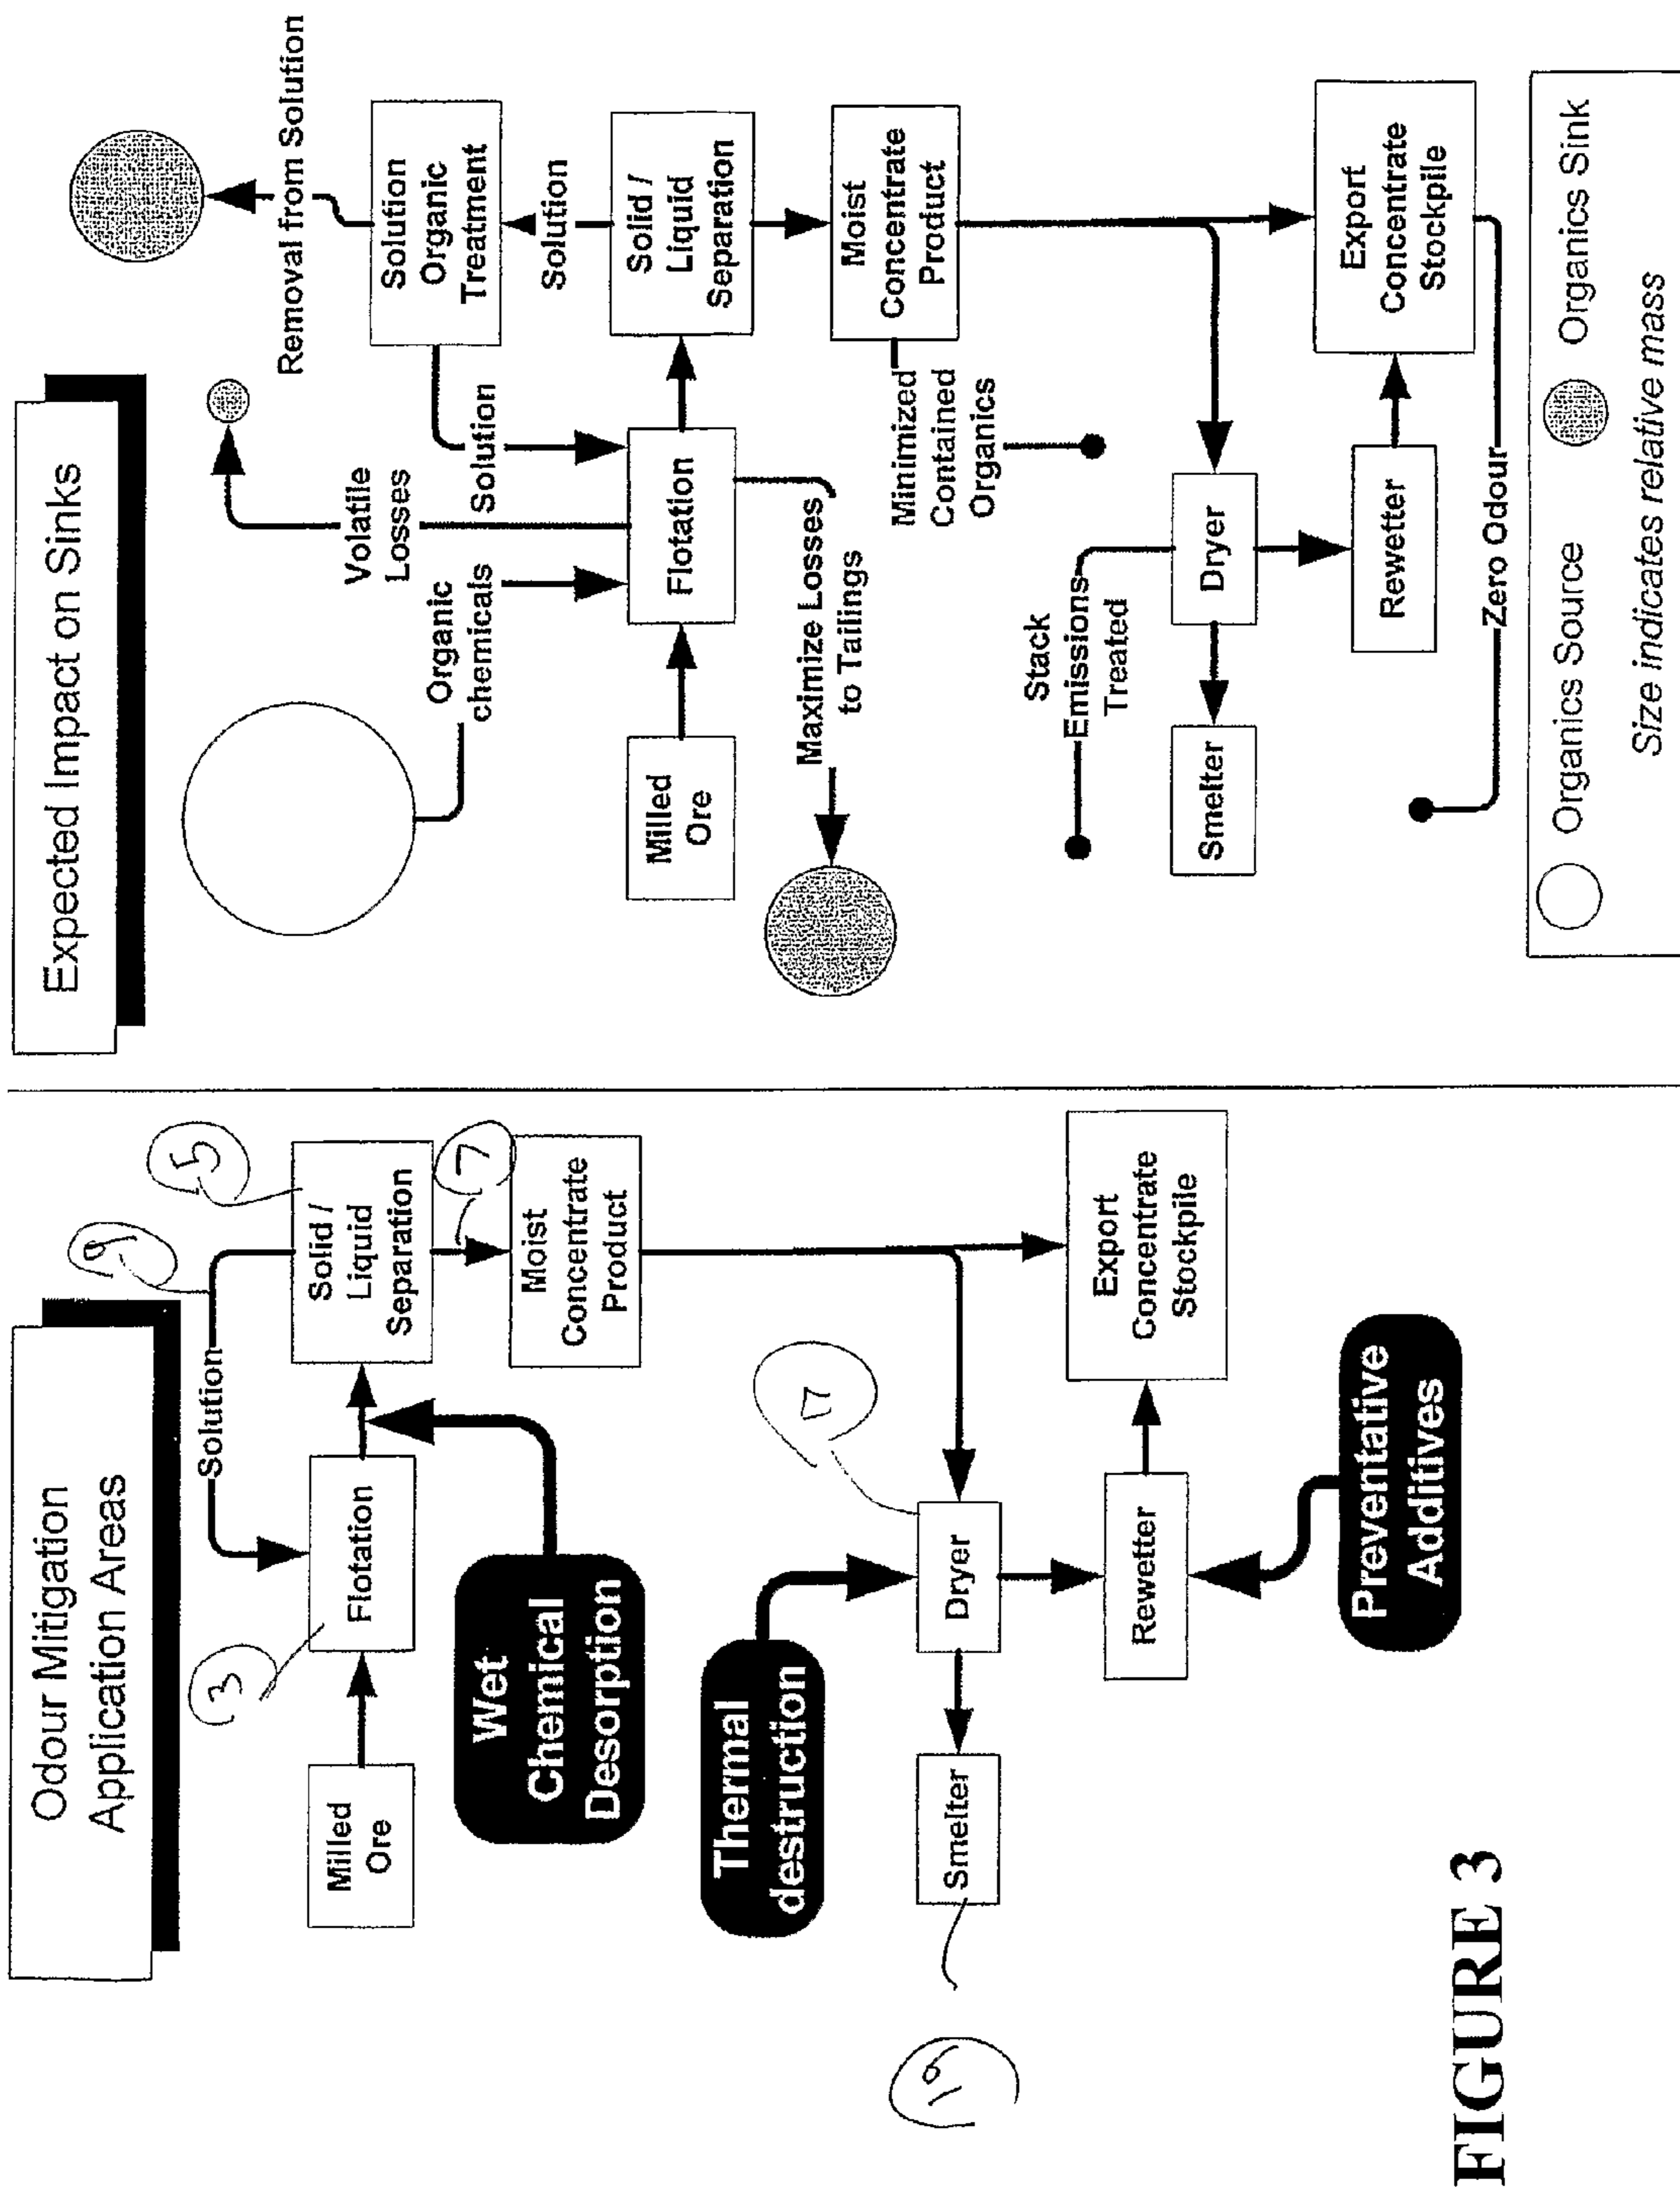 Odour Mitigation
Application Areas
Solution
9
5
3
Milled
Ore
Flotation
Solid /
Liquid
Separation
7
Wet
Chemical
Desorption
Moist
Concentrate
Product
Thermal
destruction
Smelter
Dryer
Rewetter
Export
Concentrate
Stockpile
Preventative
Additives
FIGURE 3
Expected Impact on Sinks
Removal from Solution
Volatile
Losses
Organic
chemicals
Solution
Solution
Organic
Treatment
Solution
Milled
Ore
Flotation
Solid /
Liquid
Separation
Maximize Losses
to Tailings
Minimized
Contained
Organics
Moist
Concentrate
Product
Stack
Emissions
Treated
Smelter
Dryer
Rewetter
Export
Concentrate
Stockpile
Zero Odour
Organics Source
Organics Sink
Size indicates relative mass